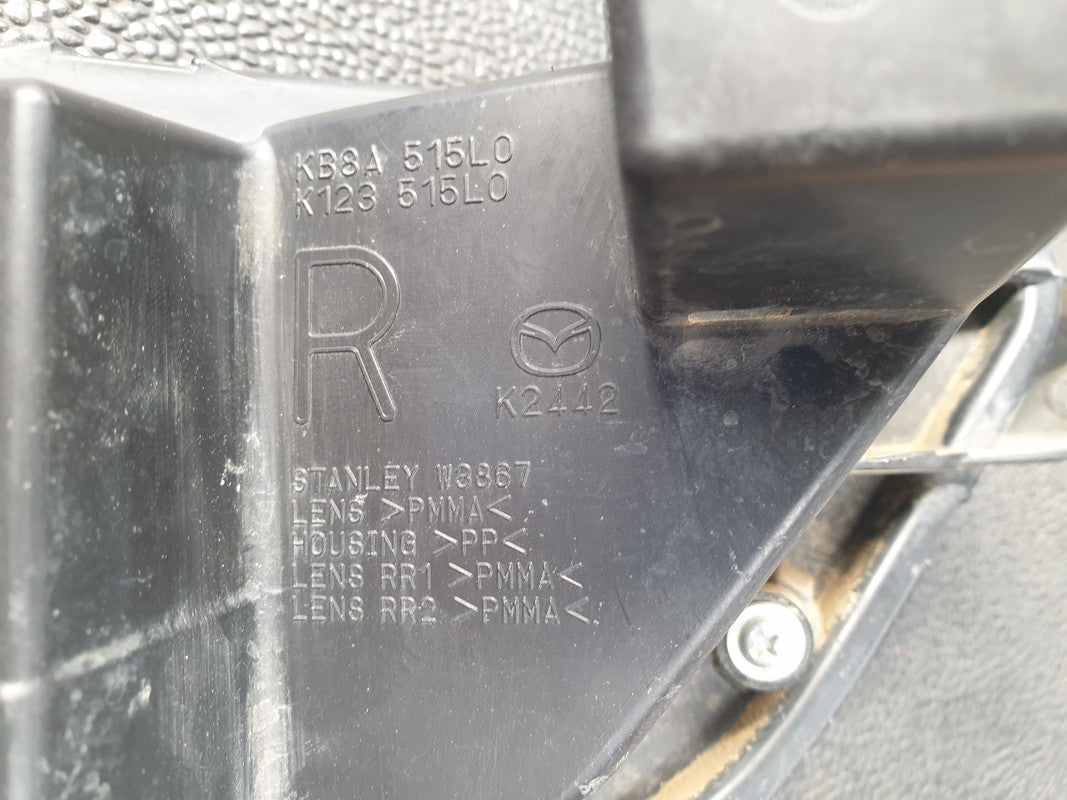 KB8A 515L0
K123 515L0
R
K2442
STANLEY W3867
LENS >PMMA<
HOUSING >PP<
LENS RR1 >PMMA<
LENS RR2 >PMMA<